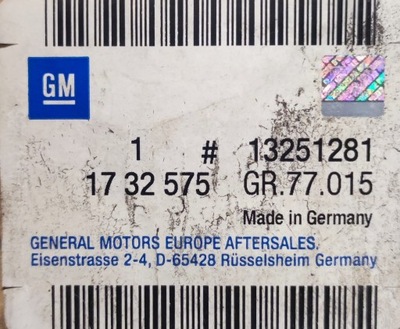 GM
1 # 13251281
17 32 575 GR.77.015
Made in Germany
GENERAL MOTORS EUROPE AFTERSALES.
Eisenstrasse 2-4, D-65428 Rüsselsheim Germany